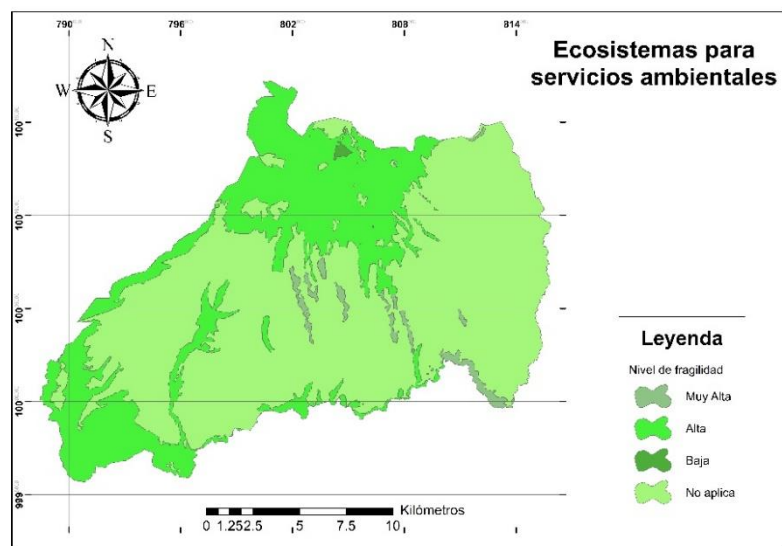 790 796 802 808 814
Ecosistemas para
servicios ambientales
N
W E
S
100
100
100
100
999
Leyenda
Nivel de fragilidad
Muy Alta
Alta
Baja
No aplica
Kilómetros
0 1.25 2.5 5 7.5 10